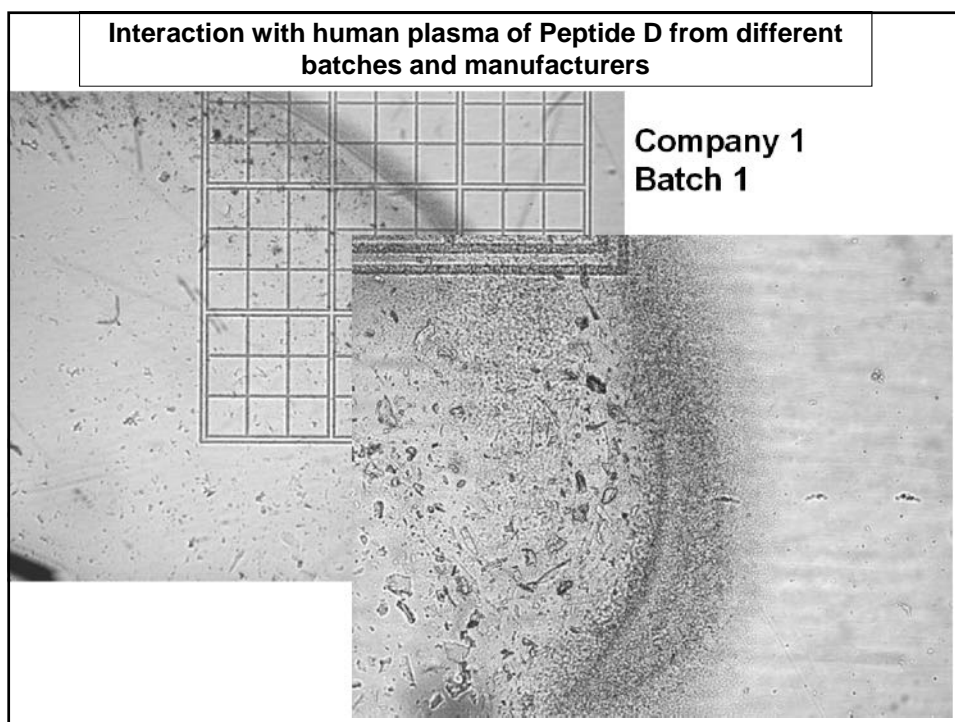 Interaction with human plasma of Peptide D from different
batches and manufacturers
Company 1
Batch 1